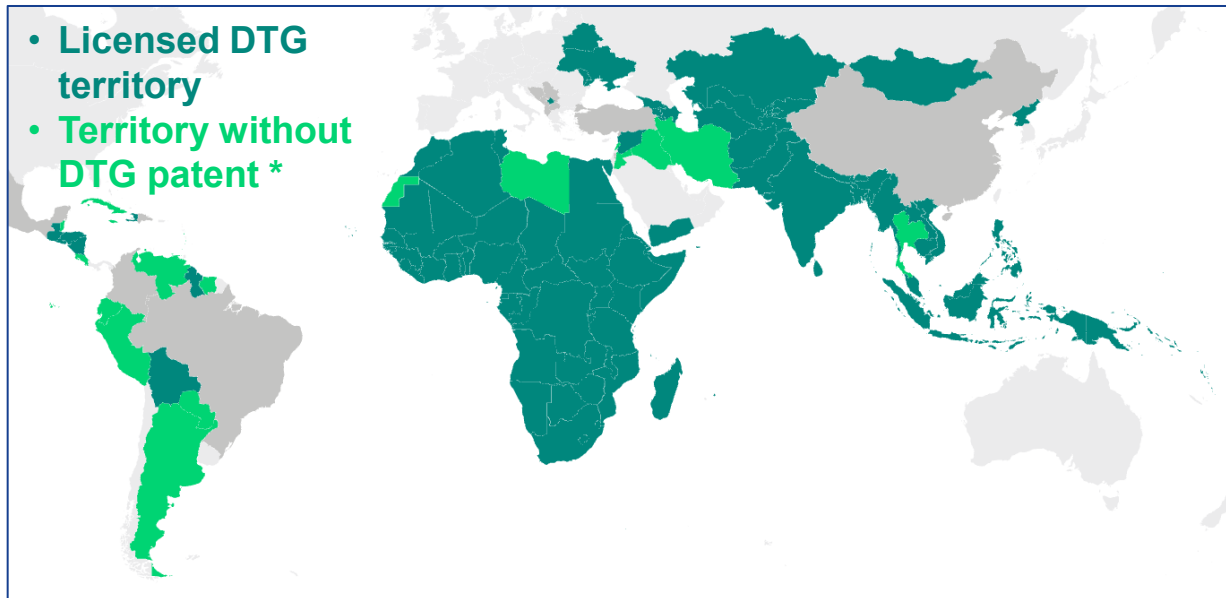 • Licensed DTG
territory
• Territory without
DTG patent *